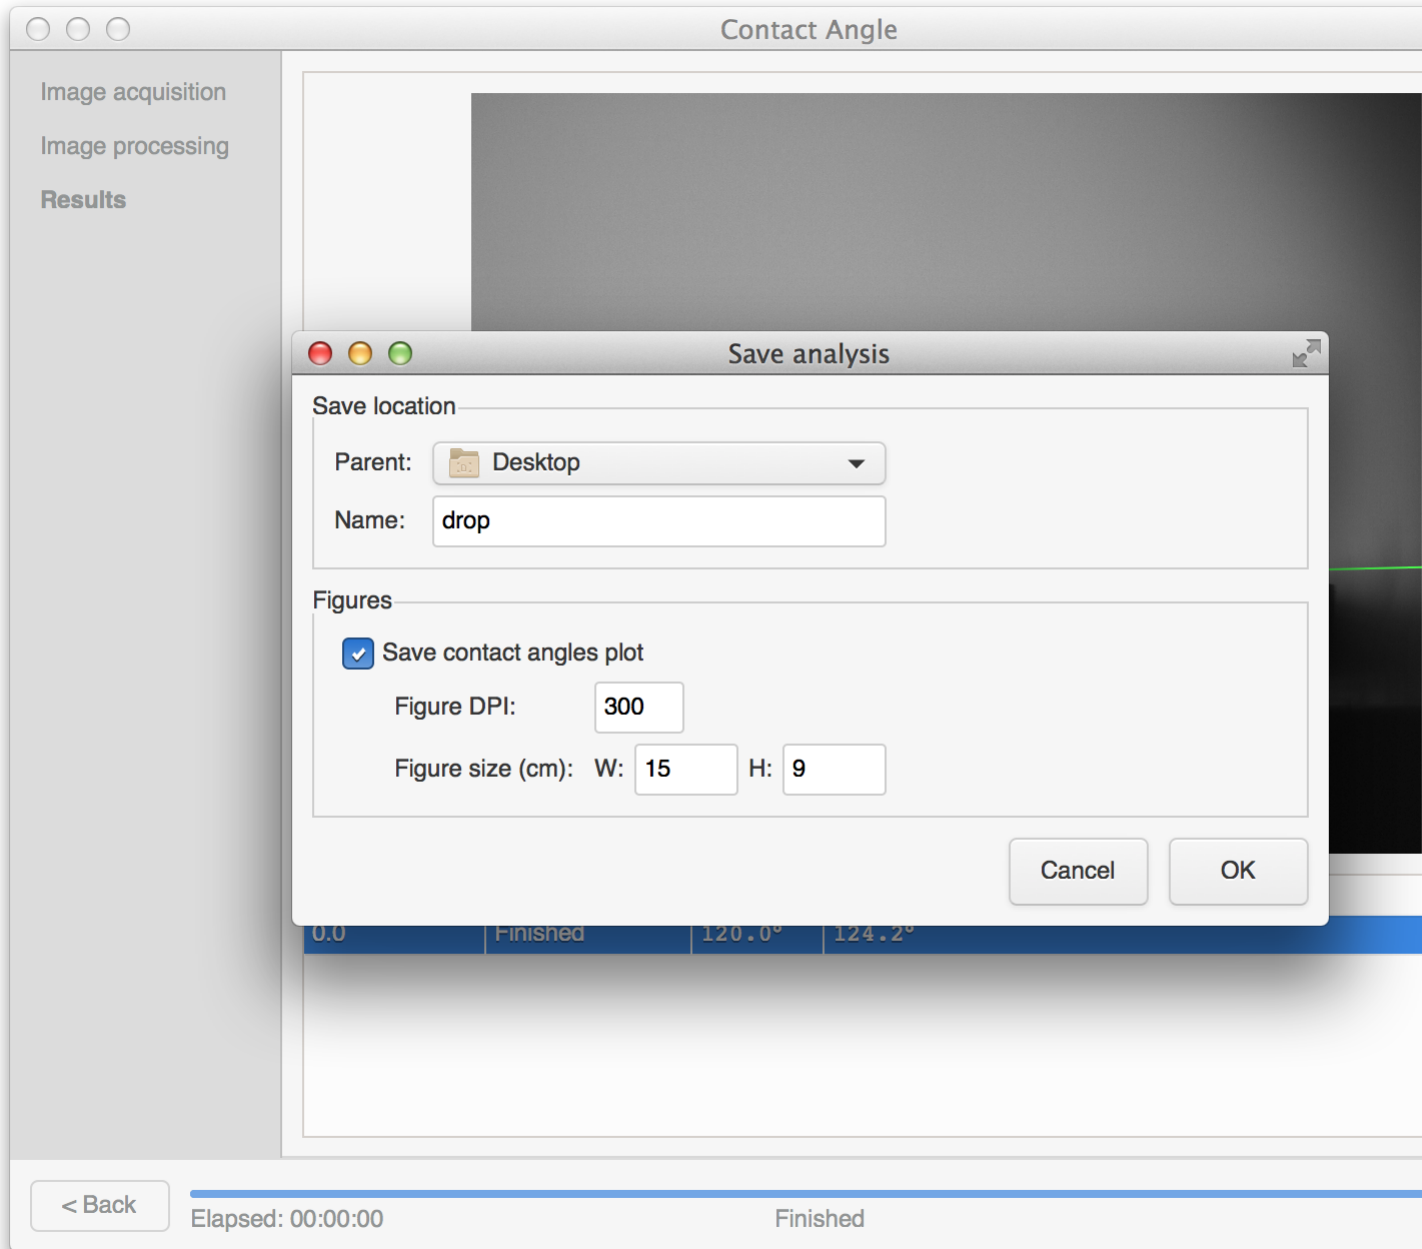 Contact Angle
Image acquisition
Image processing
Results
Save analysis
Save location
Parent: Desktop
Name: drop
Figures
Save contact angles plot
Figure DPI: 300
Figure size (cm): W: 15 H: 9
Cancel OK
0.0 Finished 120.0° 124.2°
< Back
Elapsed: 00:00:00 Finished